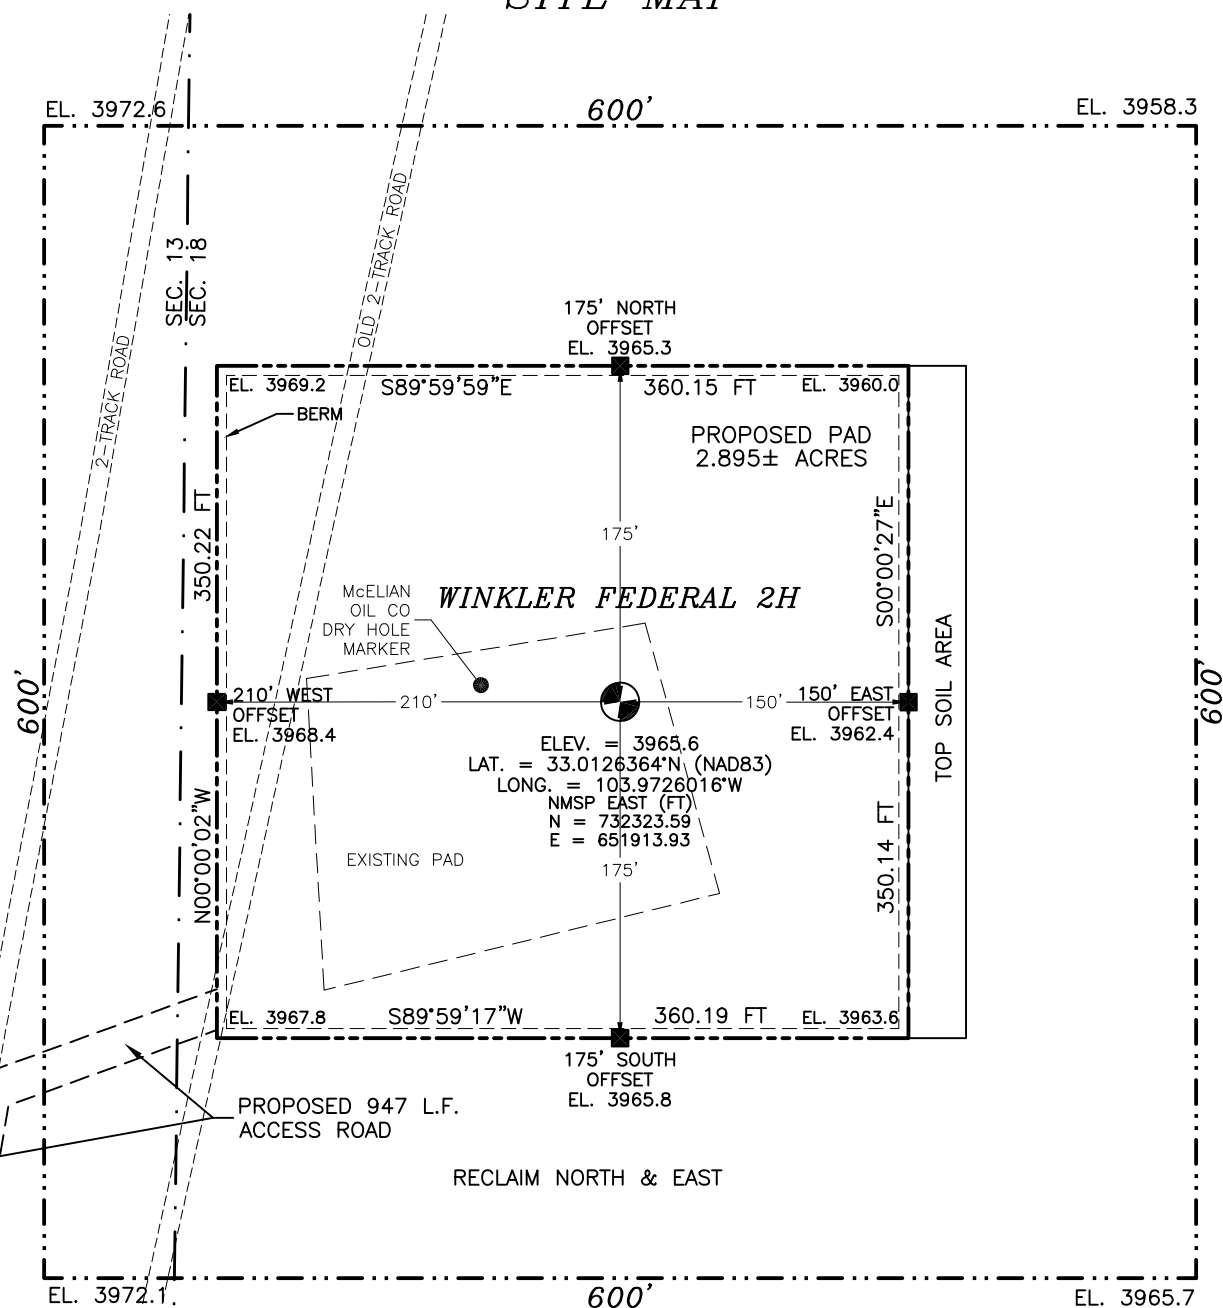 SITE MAP
EL. 3972.6
600'
EL. 3958.3
SEC. 13
SEC. 18
2-TRACK ROAD
OLD 2-TRACK ROAD
175' NORTH
OFFSET
EL. 3965.3
EL. 3969.2
S89°59'59"E
360.15 FT
EL. 3960.0
BERM
PROPOSED PAD
2.895± ACRES
350.22 FT
175'
S00°00'27"E
McELIAN
OIL CO
DRY HOLE
MARKER
WINKLER FEDERAL 2H
TOP SOIL AREA
600'
210' WEST
OFFSET
EL. 3968.4
210'
150'
150' EAST
OFFSET
EL. 3962.4
600'
ELEV. = 3965.6
LAT. = 33.0126364°N (NAD83)
LONG. = 103.9726016°W
NMSP EAST (FT)
N = 732323.59
E = 651913.93
N00°00'02"W
EXISTING PAD
175'
350.14 FT
EL. 3967.8
S89°59'17"W
360.19 FT
EL. 3963.6
175' SOUTH
OFFSET
EL. 3965.8
PROPOSED 947 L.F.
ACCESS ROAD
RECLAIM NORTH & EAST
EL. 3972.1
600'
EL. 3965.7